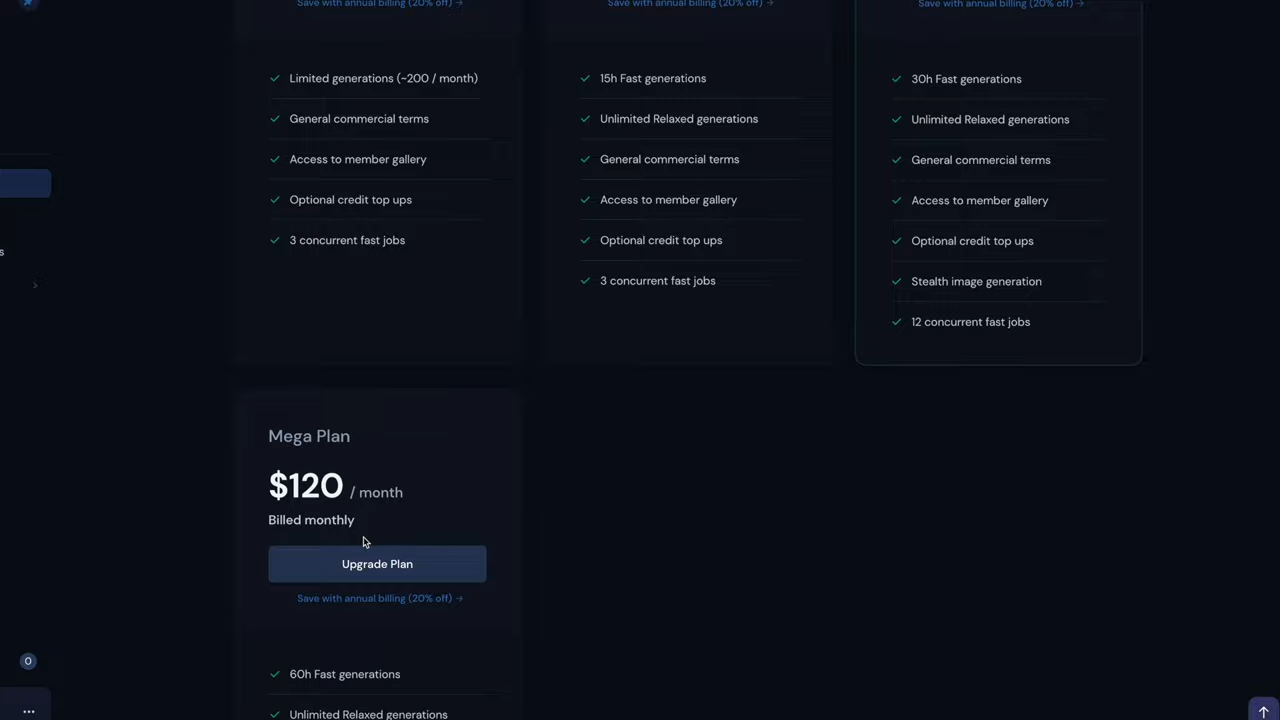 Save with annual billing (20% off) →
Save with annual billing (20% off) →
Save with annual billing (20% off) →
Limited generations (~200 / month)
General commercial terms
Access to member gallery
Optional credit top ups
3 concurrent fast jobs
15h Fast generations
Unlimited Relaxed generations
General commercial terms
Access to member gallery
Optional credit top ups
3 concurrent fast jobs
30h Fast generations
Unlimited Relaxed generations
General commercial terms
Access to member gallery
Optional credit top ups
Stealth image generation
12 concurrent fast jobs
s
Mega Plan
$120 / month
Billed monthly
Upgrade Plan
Save with annual billing (20% off) →
60h Fast generations
Unlimited Relaxed generations
0
...